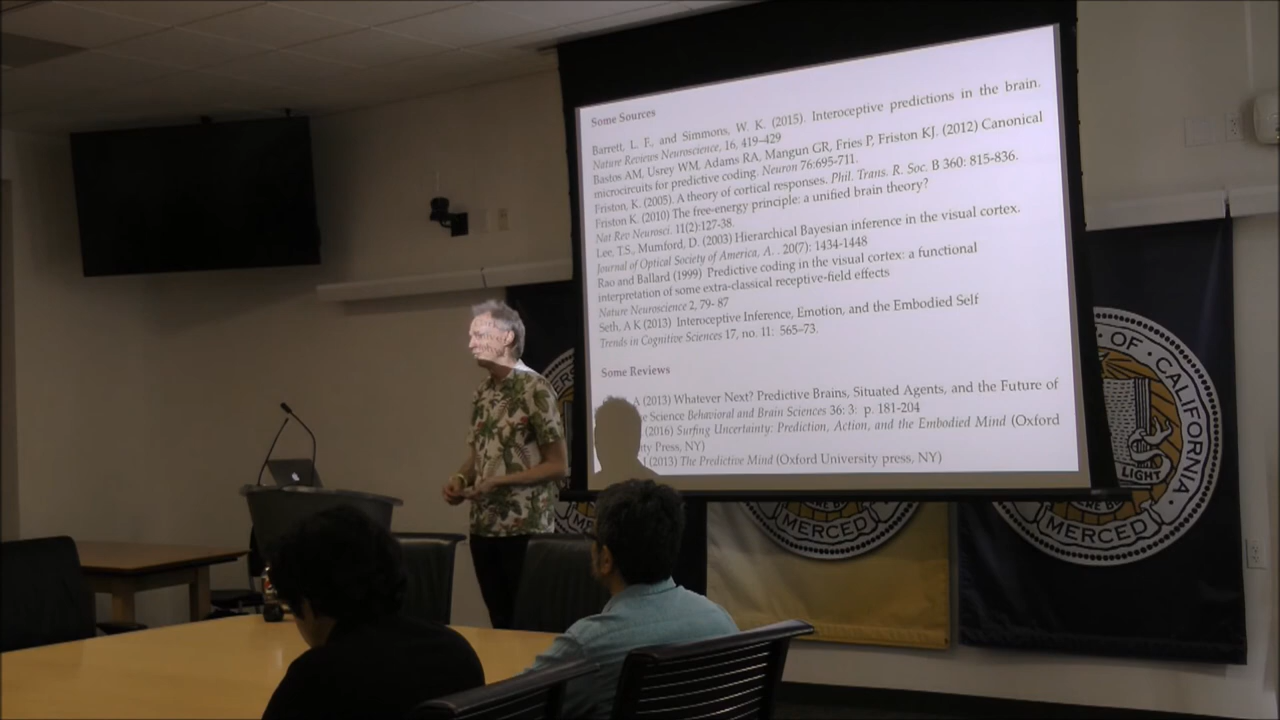 Some Sources
Barrett, L. F., and Simmons, W. K. (2015). Interoceptive predictions in the brain.
Nature Reviews Neuroscience, 16, 419–429
Bastos AM, Usrey WM, Adams RA, Mangun GR, Fries P, Friston KJ. (2012) Canonical
microcircuits for predictive coding. Neuron 76:695-711.
Friston, K. (2005). A theory of cortical responses. Phil. Trans. R. Soc. B 360: 815-836.
Friston K. (2010) The free-energy principle: a unified brain theory?
Nat Rev Neurosci. 11(2):127-38.
Lee, T.S., Mumford, D. (2003) Hierarchical Bayesian inference in the visual cortex.
Journal of Optical Society of America, A. . 20(7): 1434-1448
Rao and Ballard (1999) Predictive coding in the visual cortex: a functional
interpretation of some extra-classical receptive-field effects
Nature Neuroscience 2, 79- 87
Seth, A K (2013) Interoceptive Inference, Emotion, and the Embodied Self
Trends in Cognitive Sciences 17, no. 11: 565–73.
Some Reviews
A (2013) Whatever Next? Predictive Brains, Situated Agents, and the Future of
Science Behavioral and Brain Sciences 36: 3: p. 181-204
(2016) Surfing Uncertainty: Prediction, Action, and the Embodied Mind (Oxford
Press, NY)
(2013) The Predictive Mind (Oxford University press, NY)
OF · CALIFORNIA
LIGHT
MERCED
MERCED